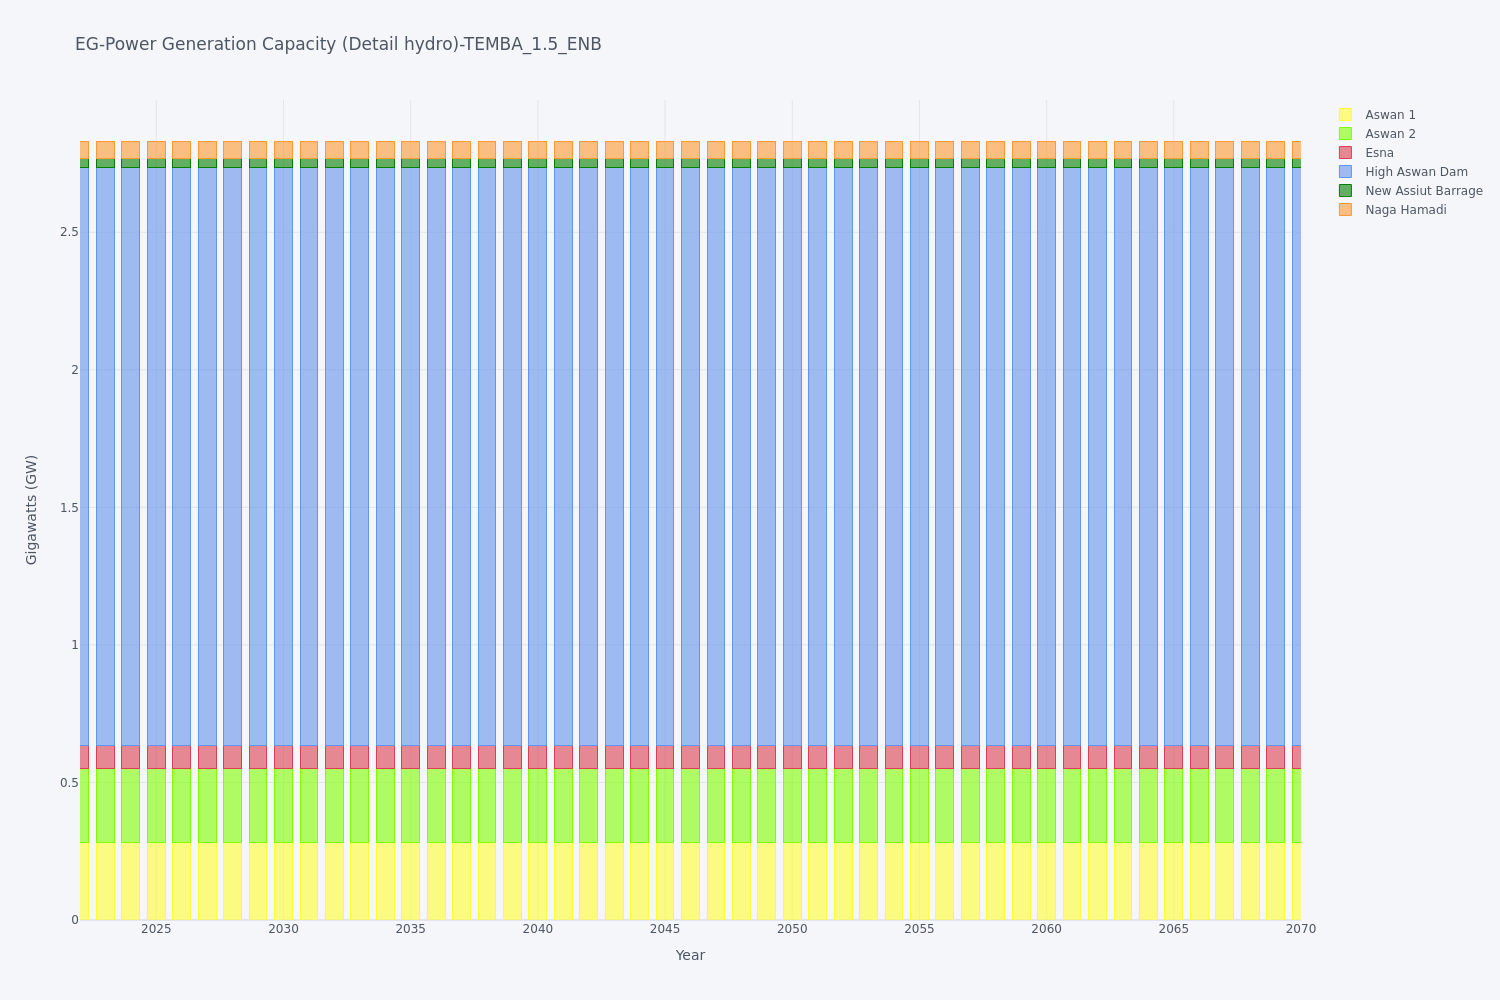 EG-Power Generation Capacity (Detail hydro)-TEMBA_1.5_ENB
Aswan 1
Aswan 2
Esna
High Aswan Dam
New Assiut Barrage
Naga Hamadi
Gigawatts (GW)
2.5
2
1.5
1
0.5
0
2025 2030 2035 2040 2045 2050 2055 2060 2065 2070
Year